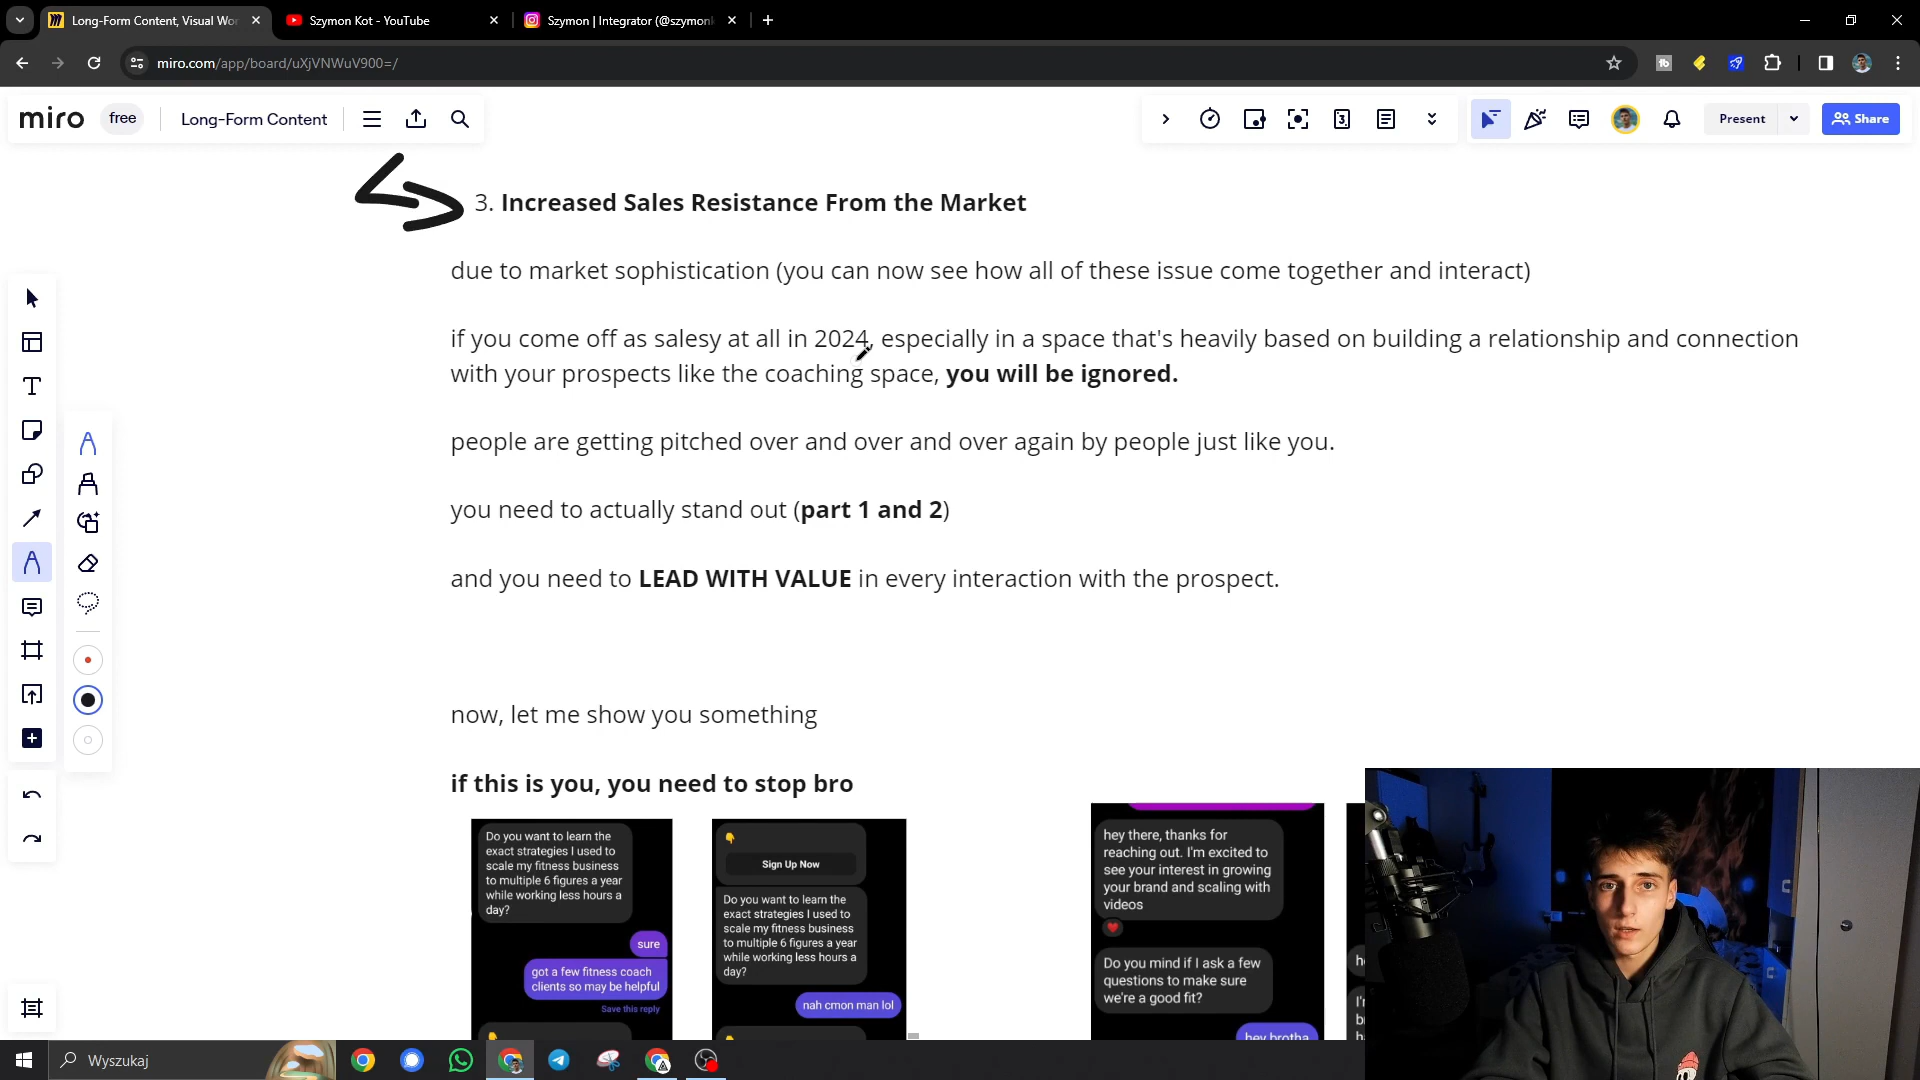 Long-Form Content, Visual Wor
Szymon Kot - YouTube
Szymon | Integrator (@szymonk
miro.com/app/board/uXjVNWuV900=/
miro
free
Long-Form Content
Present
Share
3. Increased Sales Resistance From the Market
due to market sophistication (you can now see how all of these issue come together and interact)
if you come off as salesy at all in 2024, especially in a space that's heavily based on building a relationship and connection
with your prospects like the coaching space, you will be ignored.
people are getting pitched over and over and over again by people just like you.
you need to actually stand out (part 1 and 2)
and you need to LEAD WITH VALUE in every interaction with the prospect.
now, let me show you something
if this is you, you need to stop bro
Do you want to learn the
exact strategies I used to
scale my fitness business
to multiple 6 figures a year
while working less hours a
day?
sure
got a few fitness coach
clients so may be helpful
Save this reply
Sign Up Now
Do you want to learn the
exact strategies I used to
scale my fitness business
to multiple 6 figures a year
while working less hours a
day?
nah cmon man lol
hey there, thanks for
reaching out. I'm excited to
see your interest in growing
your brand and scaling with
videos
Do you mind if I ask a few
questions to make sure
we're a good fit?
hey brotha
Wyszukaj